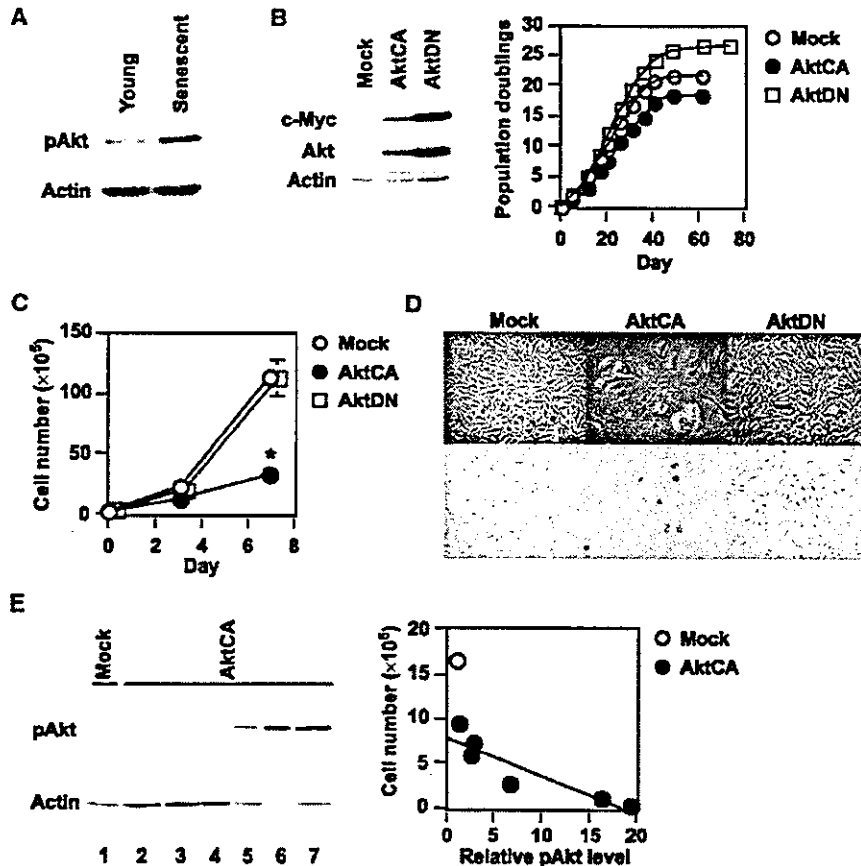 A
Young
Senescent
pAkt
Actin
B
Mock
AktCA
AktDN
c-Myc
Akt
Actin
Population doublings
30
25
20
15
10
5
0
0 20 40 60 80
Day
Mock
AktCA
AktDN
C
Cell number (×10⁵)
150
100
50
0
*
0 2 4 6 8
Day
Mock
AktCA
AktDN
D
Mock AktCA AktDN
E
Mock
AktCA
pAkt
Actin
1 2 3 4 5 6 7
Cell number (×10⁵)
20
15
10
5
0
0 5 10 15 20
Relative pAkt level
Mock
AktCA